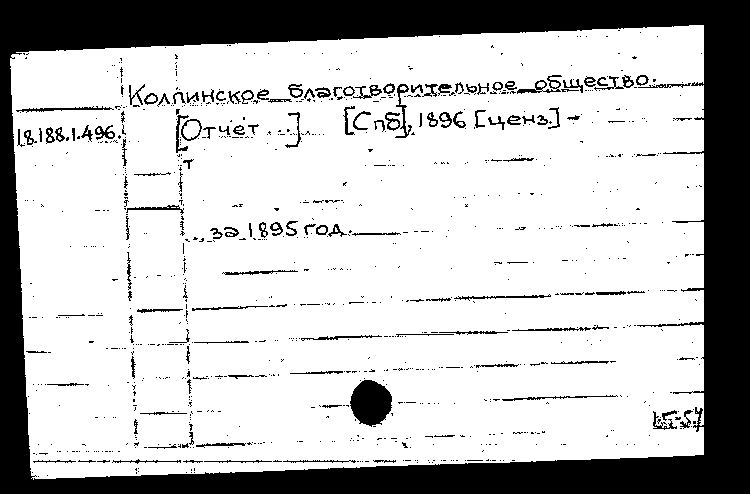 Колпинское благотворительное общество.
18.188.1.496. [Отчет ...] [Спб], 1896 [ценз] -
т
... за 1895 год.